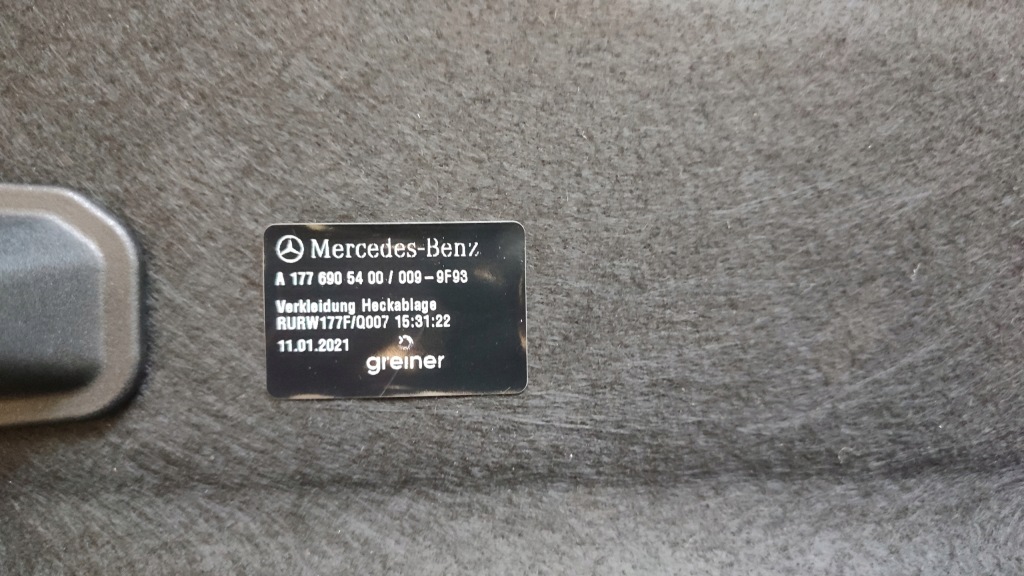 Mercedes-Benz
A 177 690 54 00 / 009 – 9F93
Verkleidung Heckablage
RURW177F/Q007 15:31:22
11.01.2021
greiner